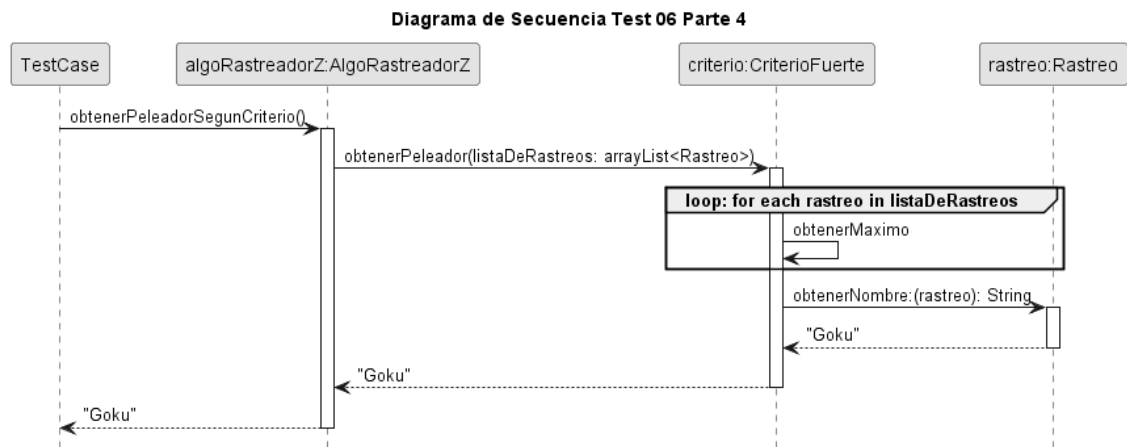 Diagrama de Secuencia Test 06 Parte 4
TestCase
algoRastreadorZ:AlgoRastreadorZ
criterio:CriterioFuerte
rastreo:Rastreo
obtenerPeleadorSegunCriterio()
obtenerPeleador(listaDeRastreos: arrayList<Rastreo>)
loop: for each rastreo in listaDeRastreos
obtenerMaximo
obtenerNombre:(rastreo): String
"Goku"
"Goku"
"Goku"